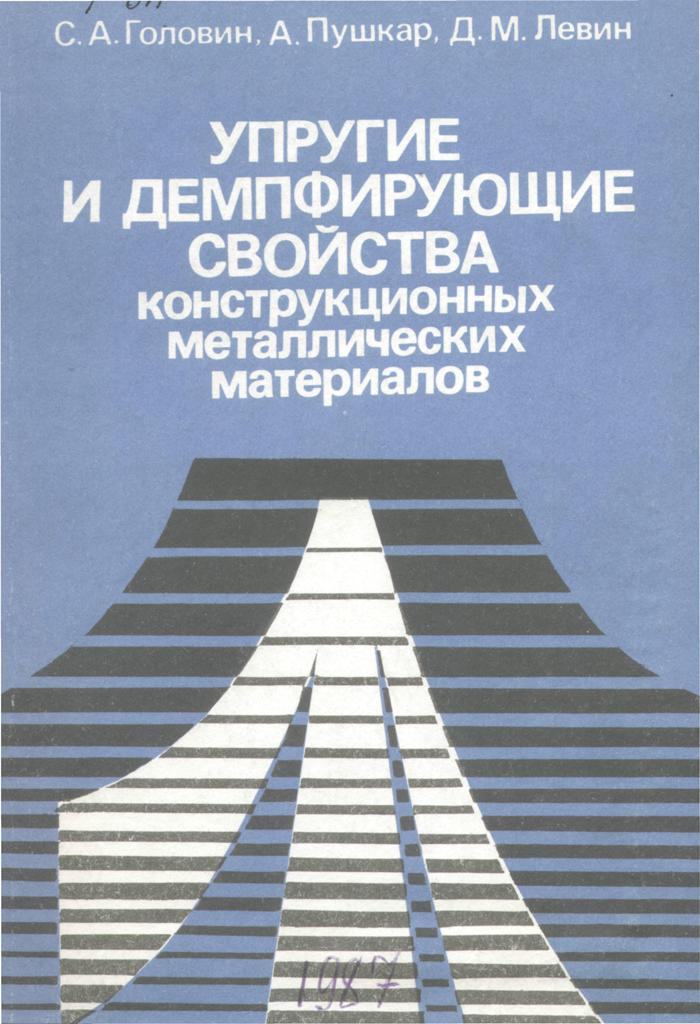 С. А. Головин, А. Пушкар, Д. М. Левин
УПРУГИЕ
И ДЕМПФИРУЮЩИЕ
СВОЙСТВА
конструкционных
металлических
материалов
1987